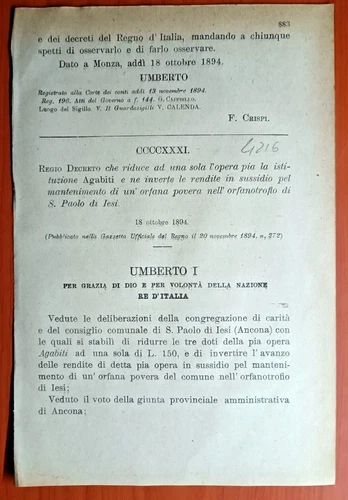 883
e dei decreti del Regno d'Italia, mandando a chiunque
spetti di osservarlo e di farlo osservare.
Dato a Monza, addì 18 ottobre 1894.
UMBERTO
Registrato alla Corte dei conti addì 13 novembre 1894.
Reg. 196. Atti del Governo a f. 144. G. CAPPIELLO.
Luogo del Sigillo. V. Il Guardasigilli V. CALENDA.
F. CRISPI.
4816
CCCCXXXI.
REGIO DECRETO che riduce ad una sola l'opera pia la isti-
tuzione Agabiti e ne inverte le rendite in sussidio pel
mantenimento di un'orfana povera nell'orfanotrofio di
S. Paolo di Iesi.
18 ottobre 1894.
(Pubblicato nella Gazzetta Ufficiale del Regno il 20 novembre 1894, n. 272)
UMBERTO I
PER GRAZIA DI DIO E PER VOLONTÀ DELLA NAZIONE
RE D'ITALIA
Vedute le deliberazioni della congregazione di carità
e del consiglio comunale di S. Paolo di Iesi (Ancona) con
le quali si stabilì di ridurre le tre doti della pia opera
Agabiti ad una sola di L. 150, e di invertire l'avanzo
delle rendite di detta pia opera in sussidio pel manteni-
mento di un'orfana povera del comune nell'orfanotrofio
di Iesi;
Veduto il voto della giunta provinciale amministrativa
di Ancona;